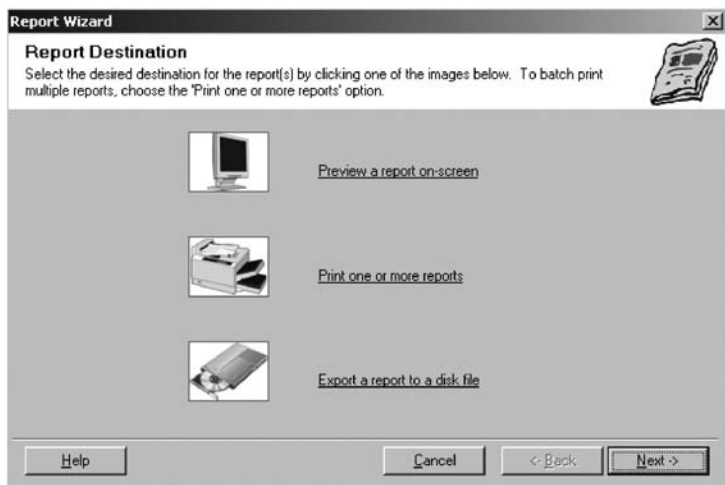 Report Wizard
Report Destination
Select the desired destination for the report(s) by clicking one of the images below. To batch print
multiple reports, choose the 'Print one or more reports' option.
Preview a report on-screen
Print one or more reports
Export a report to a disk file
Help
Cancel
<- Back
Next ->